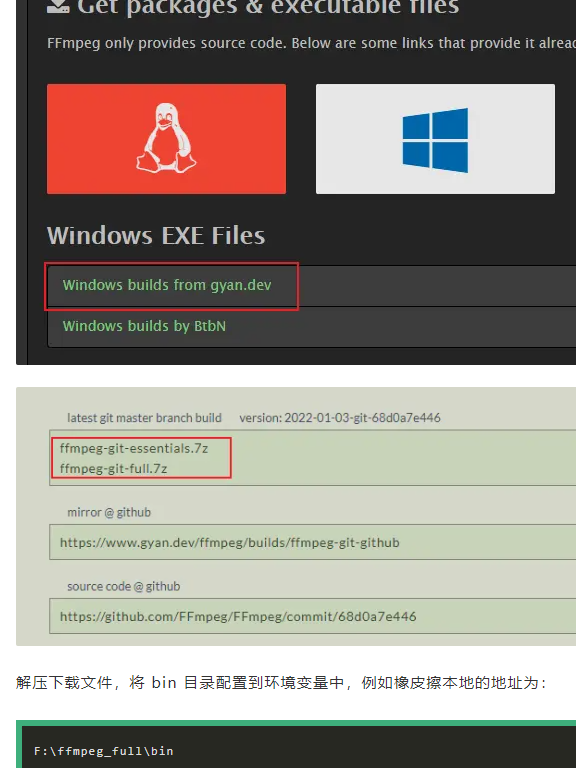 Get packages & executable files
FFmpeg only provides source code. Below are some links that provide it alrea
Windows EXE Files
Windows builds from gyan.dev
Windows builds by BtbN
latest git master branch build version: 2022-01-03-git-68d0a7e446
ffmpeg-git-essentials.7z
ffmpeg-git-full.7z
mirror @ github
https://www.gyan.dev/ffmpeg/builds/ffmpeg-git-github
source code @ github
https://github.com/FFmpeg/FFmpeg/commit/68d0a7e446
解压下载文件，将 bin 目录配置到环境变量中，例如橡皮擦本地的地址为：
F:\ffmpeg_full\bin